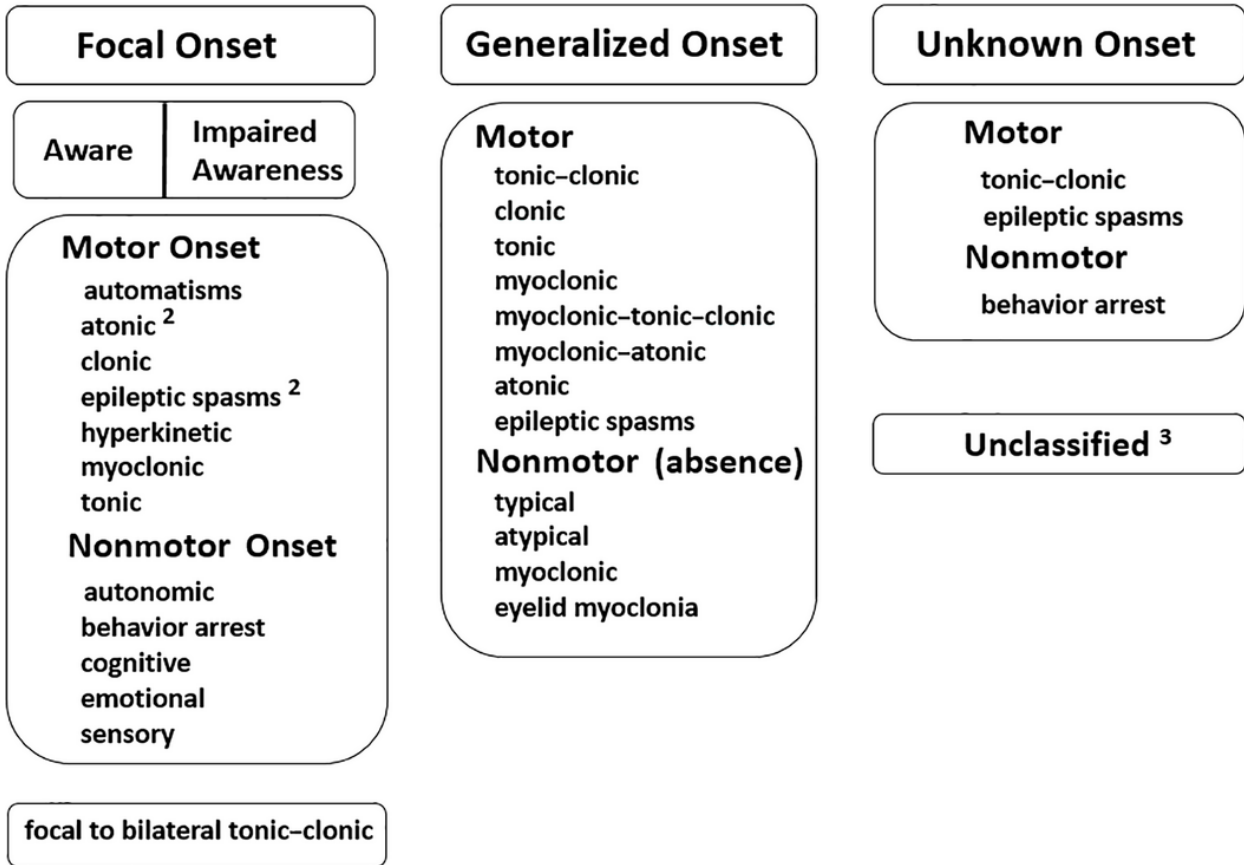 Focal Onset
Aware
Impaired
Awareness
Motor Onset
automatisms
atonic ²
clonic
epileptic spasms ²
hyperkinetic
myoclonic
tonic
Nonmotor Onset
autonomic
behavior arrest
cognitive
emotional
sensory
focal to bilateral tonic–clonic
Generalized Onset
Motor
tonic–clonic
clonic
tonic
myoclonic
myoclonic–tonic–clonic
myoclonic–atonic
atonic
epileptic spasms
Nonmotor (absence)
typical
atypical
myoclonic
eyelid myoclonia
Unknown Onset
Motor
tonic–clonic
epileptic spasms
Nonmotor
behavior arrest
Unclassified ³